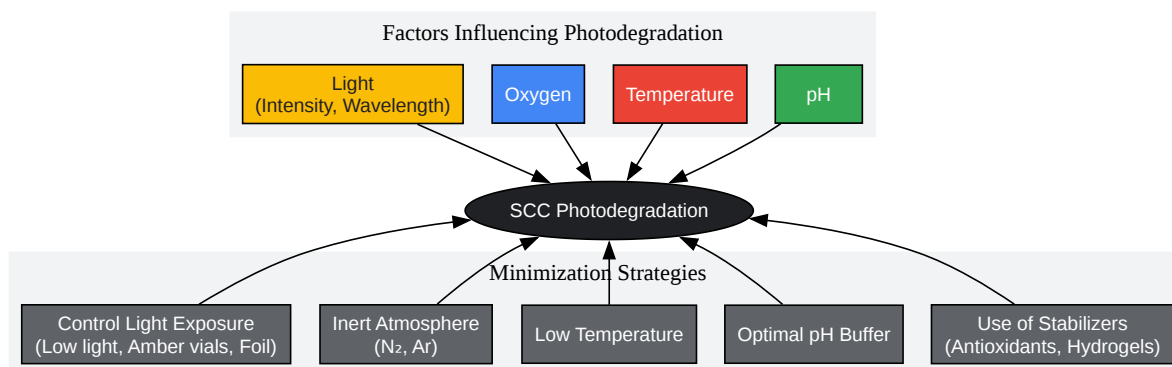 Factors Influencing Photodegradation
Light
(Intensity, Wavelength)
Oxygen
Temperature
pH
SCC Photodegradation
Minimization Strategies
Control Light Exposure
(Low light, Amber vials, Foil)
Inert Atmosphere
(N₂, Ar)
Low Temperature
Optimal pH Buffer
Use of Stabilizers
(Antioxidants, Hydrogels)